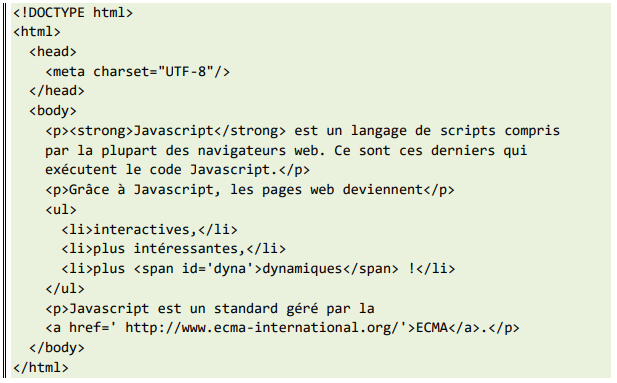 <!DOCTYPE html>
<html>
  <head>
    <meta charset="UTF-8"/>
  </head>
  <body>
    <p><strong>Javascript</strong> est un langage de scripts compris
    par la plupart des navigateurs web. Ce sont ces derniers qui
    exécutent le code Javascript.</p>
    <p>Grâce à Javascript, les pages web deviennent</p>
    <ul>
      <li>interactives,</li>
      <li>plus intéressantes,</li>
      <li>plus <span id='dyna'>dynamiques</span> !</li>
    </ul>
    <p>Javascript est un standard géré par la
    <a href=' http://www.ecma-international.org/'>ECMA</a>.</p>
  </body>
</html>